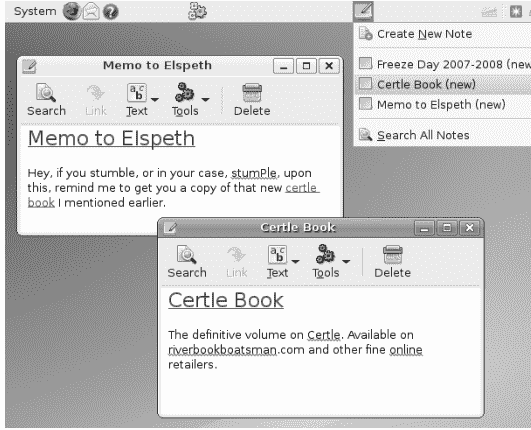 System
Create New Note
Freeze Day 2007-2008 (new
Certle Book (new)
Memo to Elspeth (new)
Search All Notes
Memo to Elspeth
Search Link Text Tools Delete
Memo to Elspeth
Hey, if you stumble, or in your case, stumPle, upon
this, remind me to get you a copy of that new certle
book I mentioned earlier.
Certle Book
Search Link Text Tools Delete
Certle Book
The definitive volume on Certle. Available on
riverbookboatsman.com and other fine online
retailers.